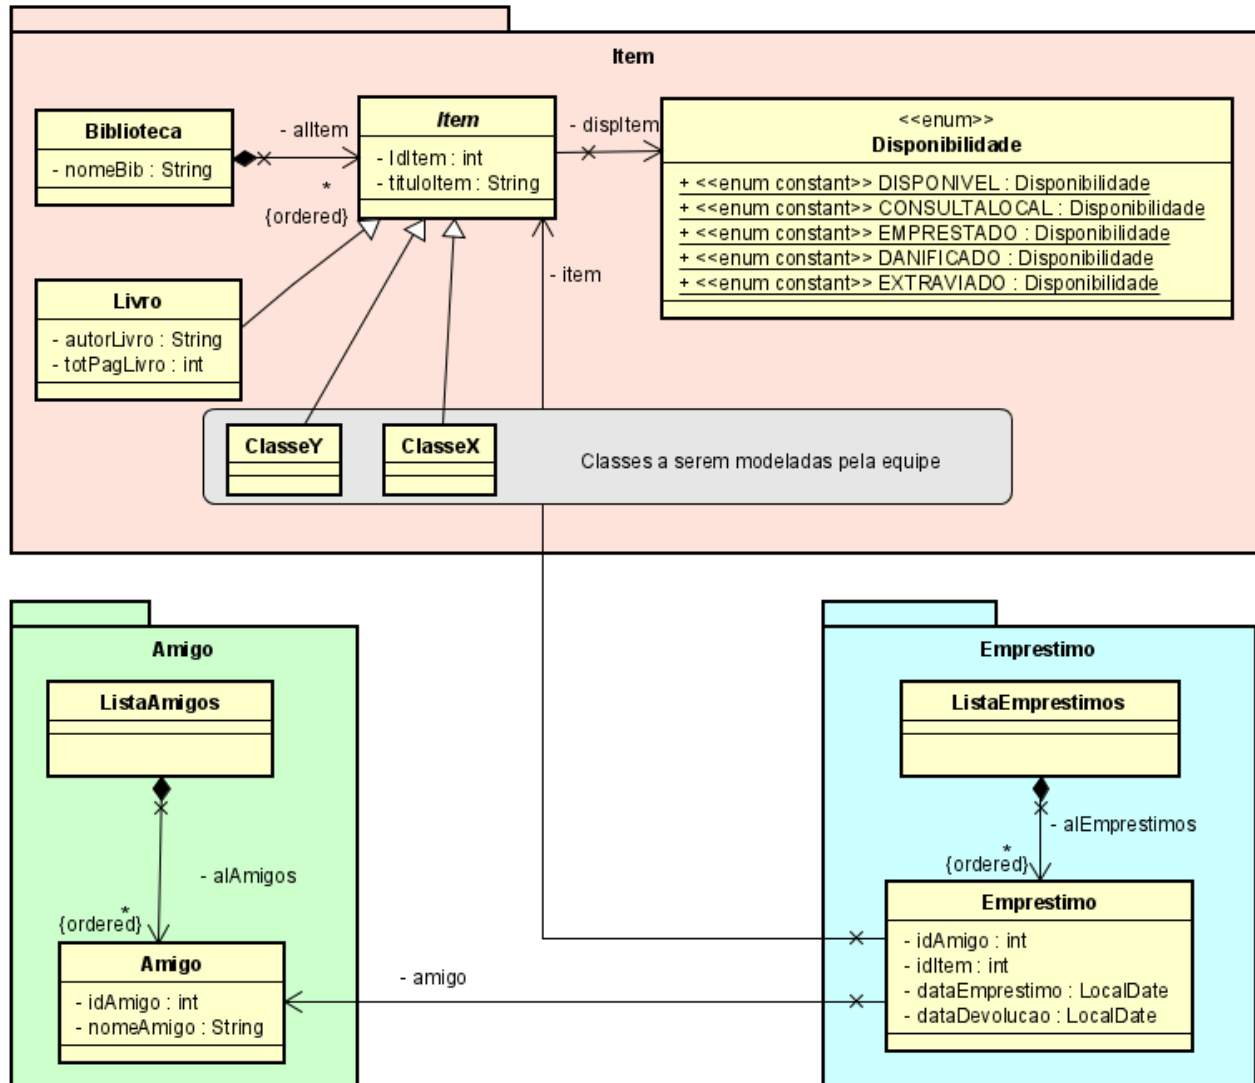 Item
Biblioteca
- nomeBib : String
- alItem
*
{ordered}
Item
- IdItem : int
- tituloItem : String
- dispItem
<<enum>>
Disponibilidade
+ <<enum constant>> DISPONIVEL : Disponibilidade
+ <<enum constant>> CONSULTALOCAL : Disponibilidade
+ <<enum constant>> EMPRESTADO : Disponibilidade
+ <<enum constant>> DANIFICADO : Disponibilidade
+ <<enum constant>> EXTRAVIADO : Disponibilidade
- item
Livro
- autorLivro : String
- totPagLivro : int
ClasseY
ClasseX
Classes a serem modeladas pela equipe
Amigo
ListaAmigos
- alAmigos
*
{ordered}
Amigo
- idAmigo : int
- nomeAmigo : String
- amigo
Emprestimo
ListaEmprestimos
- alEmprestimos
*
{ordered}
Emprestimo
- idAmigo : int
- idItem : int
- dataEmprestimo : LocalDate
- dataDevolucao : LocalDate